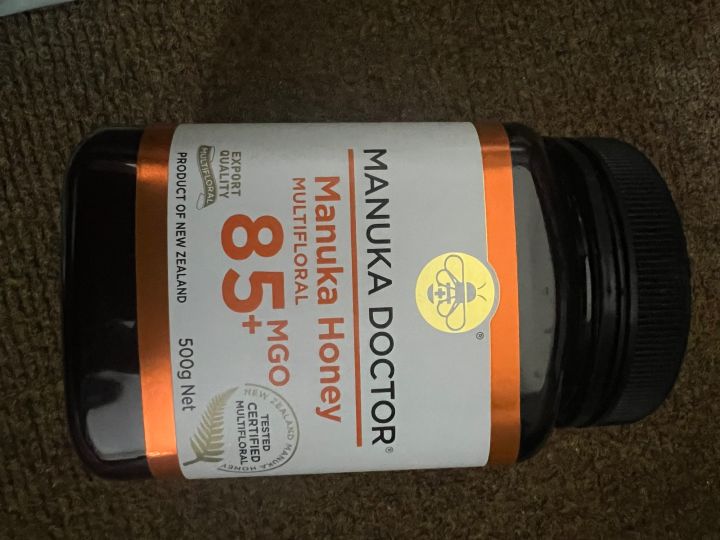 MANUKA DOCTOR®
Manuka Honey
MULTIFLORAL
85+
MGO
EXPORT
QUALITY
MULTIFLORAL
PRODUCT OF NEW ZEALAND
500g Net
NEW ZEALAND MANUKA HONEY
TESTED
CERTIFIED
MULTIFLORAL
®